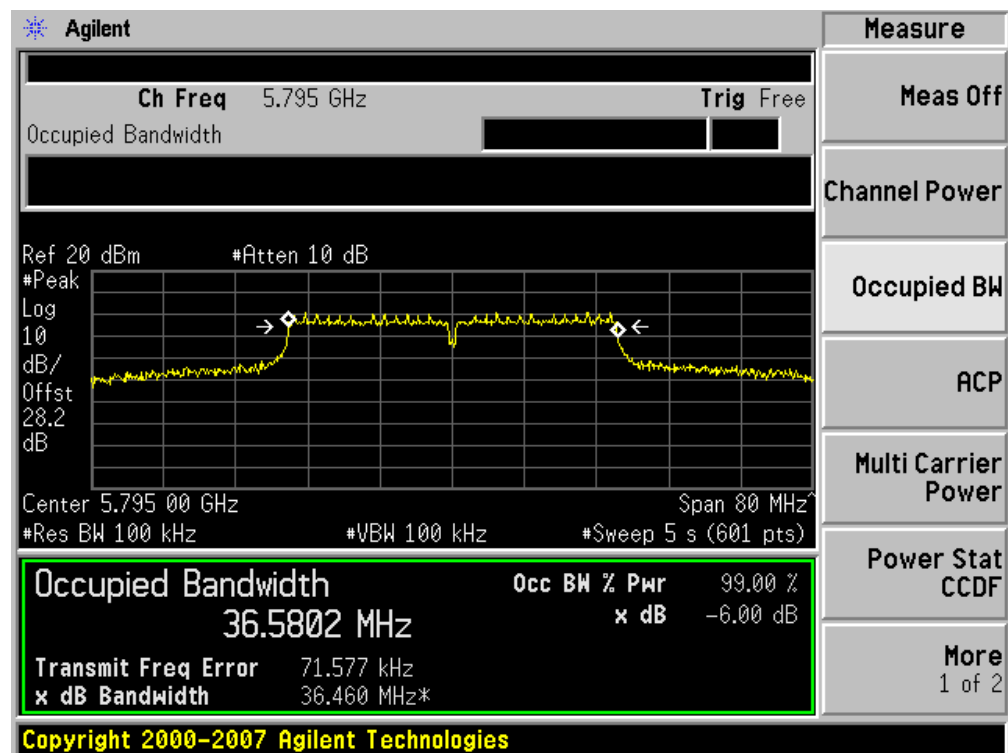 Agilent
Measure
Ch Freq 5.795 GHz Trig Free
Occupied Bandwidth
Meas Off
Channel Power
Occupied BW
ACP
Multi Carrier
Power
Power Stat
CCDF
More
1 of 2
Ref 20 dBm #Atten 10 dB
#Peak
Log
10
dB/
Offst
28.2
dB
Center 5.795 00 GHz Span 80 MHz^
#Res BW 100 kHz #VBW 100 kHz #Sweep 5 s (601 pts)
Occupied Bandwidth Occ BW % Pwr 99.00 %
36.5802 MHz x dB -6.00 dB
Transmit Freq Error 71.577 kHz
x dB Bandwidth 36.460 MHz*
Copyright 2000-2007 Agilent Technologies